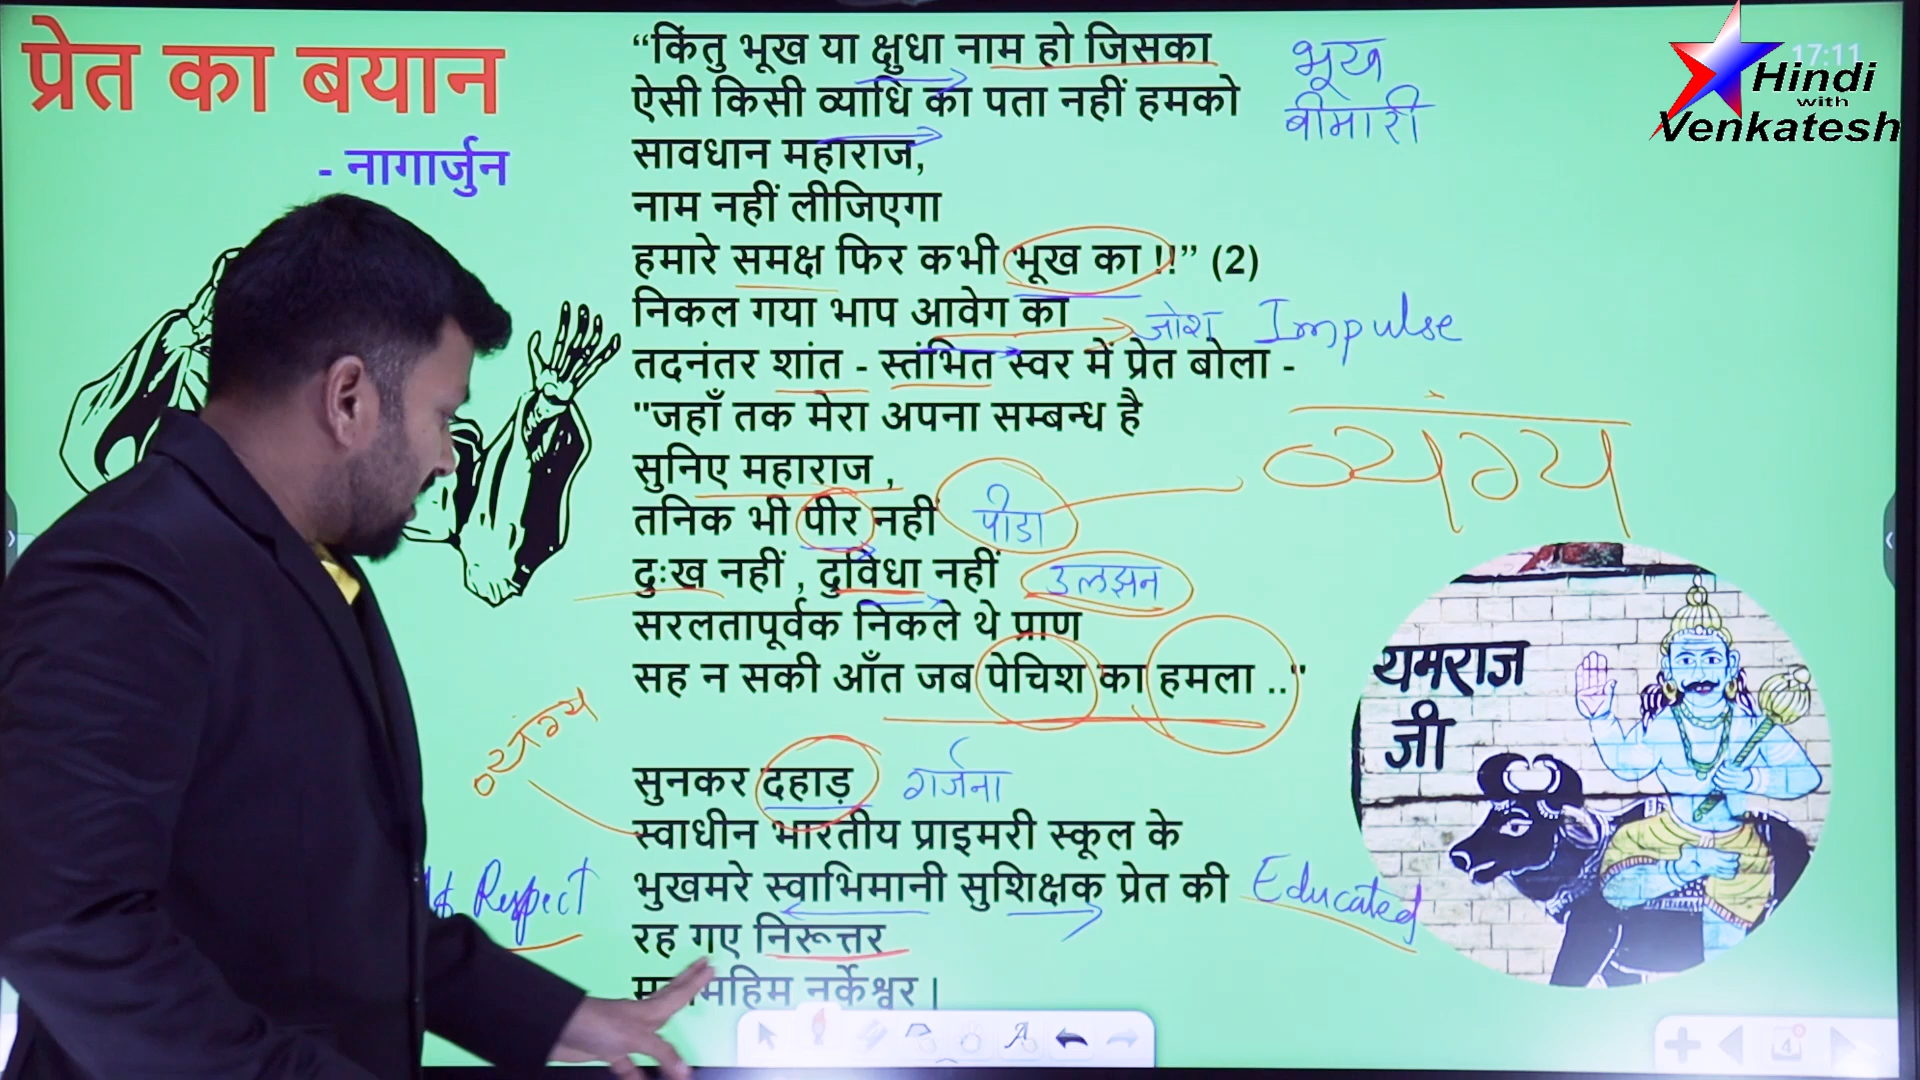 प्रेत का बयान
- नागार्जुन
“किंतु भूख या क्षुधा नाम हो जिसका
ऐसी किसी व्याधि का पता नहीं हमको
सावधान महाराज,
नाम नहीं लीजिएगा
हमारे समक्ष फिर कभी भूख का !!” (2)
निकल गया भाप आवेग का
तदनंतर शांत - स्तंभित स्वर में प्रेत बोला -
"जहाँ तक मेरा अपना सम्बन्ध है
सुनिए महाराज ,
तनिक भी पीर नही
दुःख नहीं , दुविधा नहीं
सरलतापूर्वक निकले थे प्राण
सह न सकी आँत जब पेचिश का हमला .."
सुनकर दहाड़
स्वाधीन भारतीय प्राइमरी स्कूल के
भुखमरे स्वाभिमानी सुशिक्षक प्रेत की
रह गए निरूत्तर
नर्केश्वर |
भूख
बीमारी
जोश Impulse
व्यंग्य
पीडा
उलझन
व्यंग्य
गर्जना
Respect
Educated
यमराज
जी
17:11
Hindi
with
Venkatesh
4